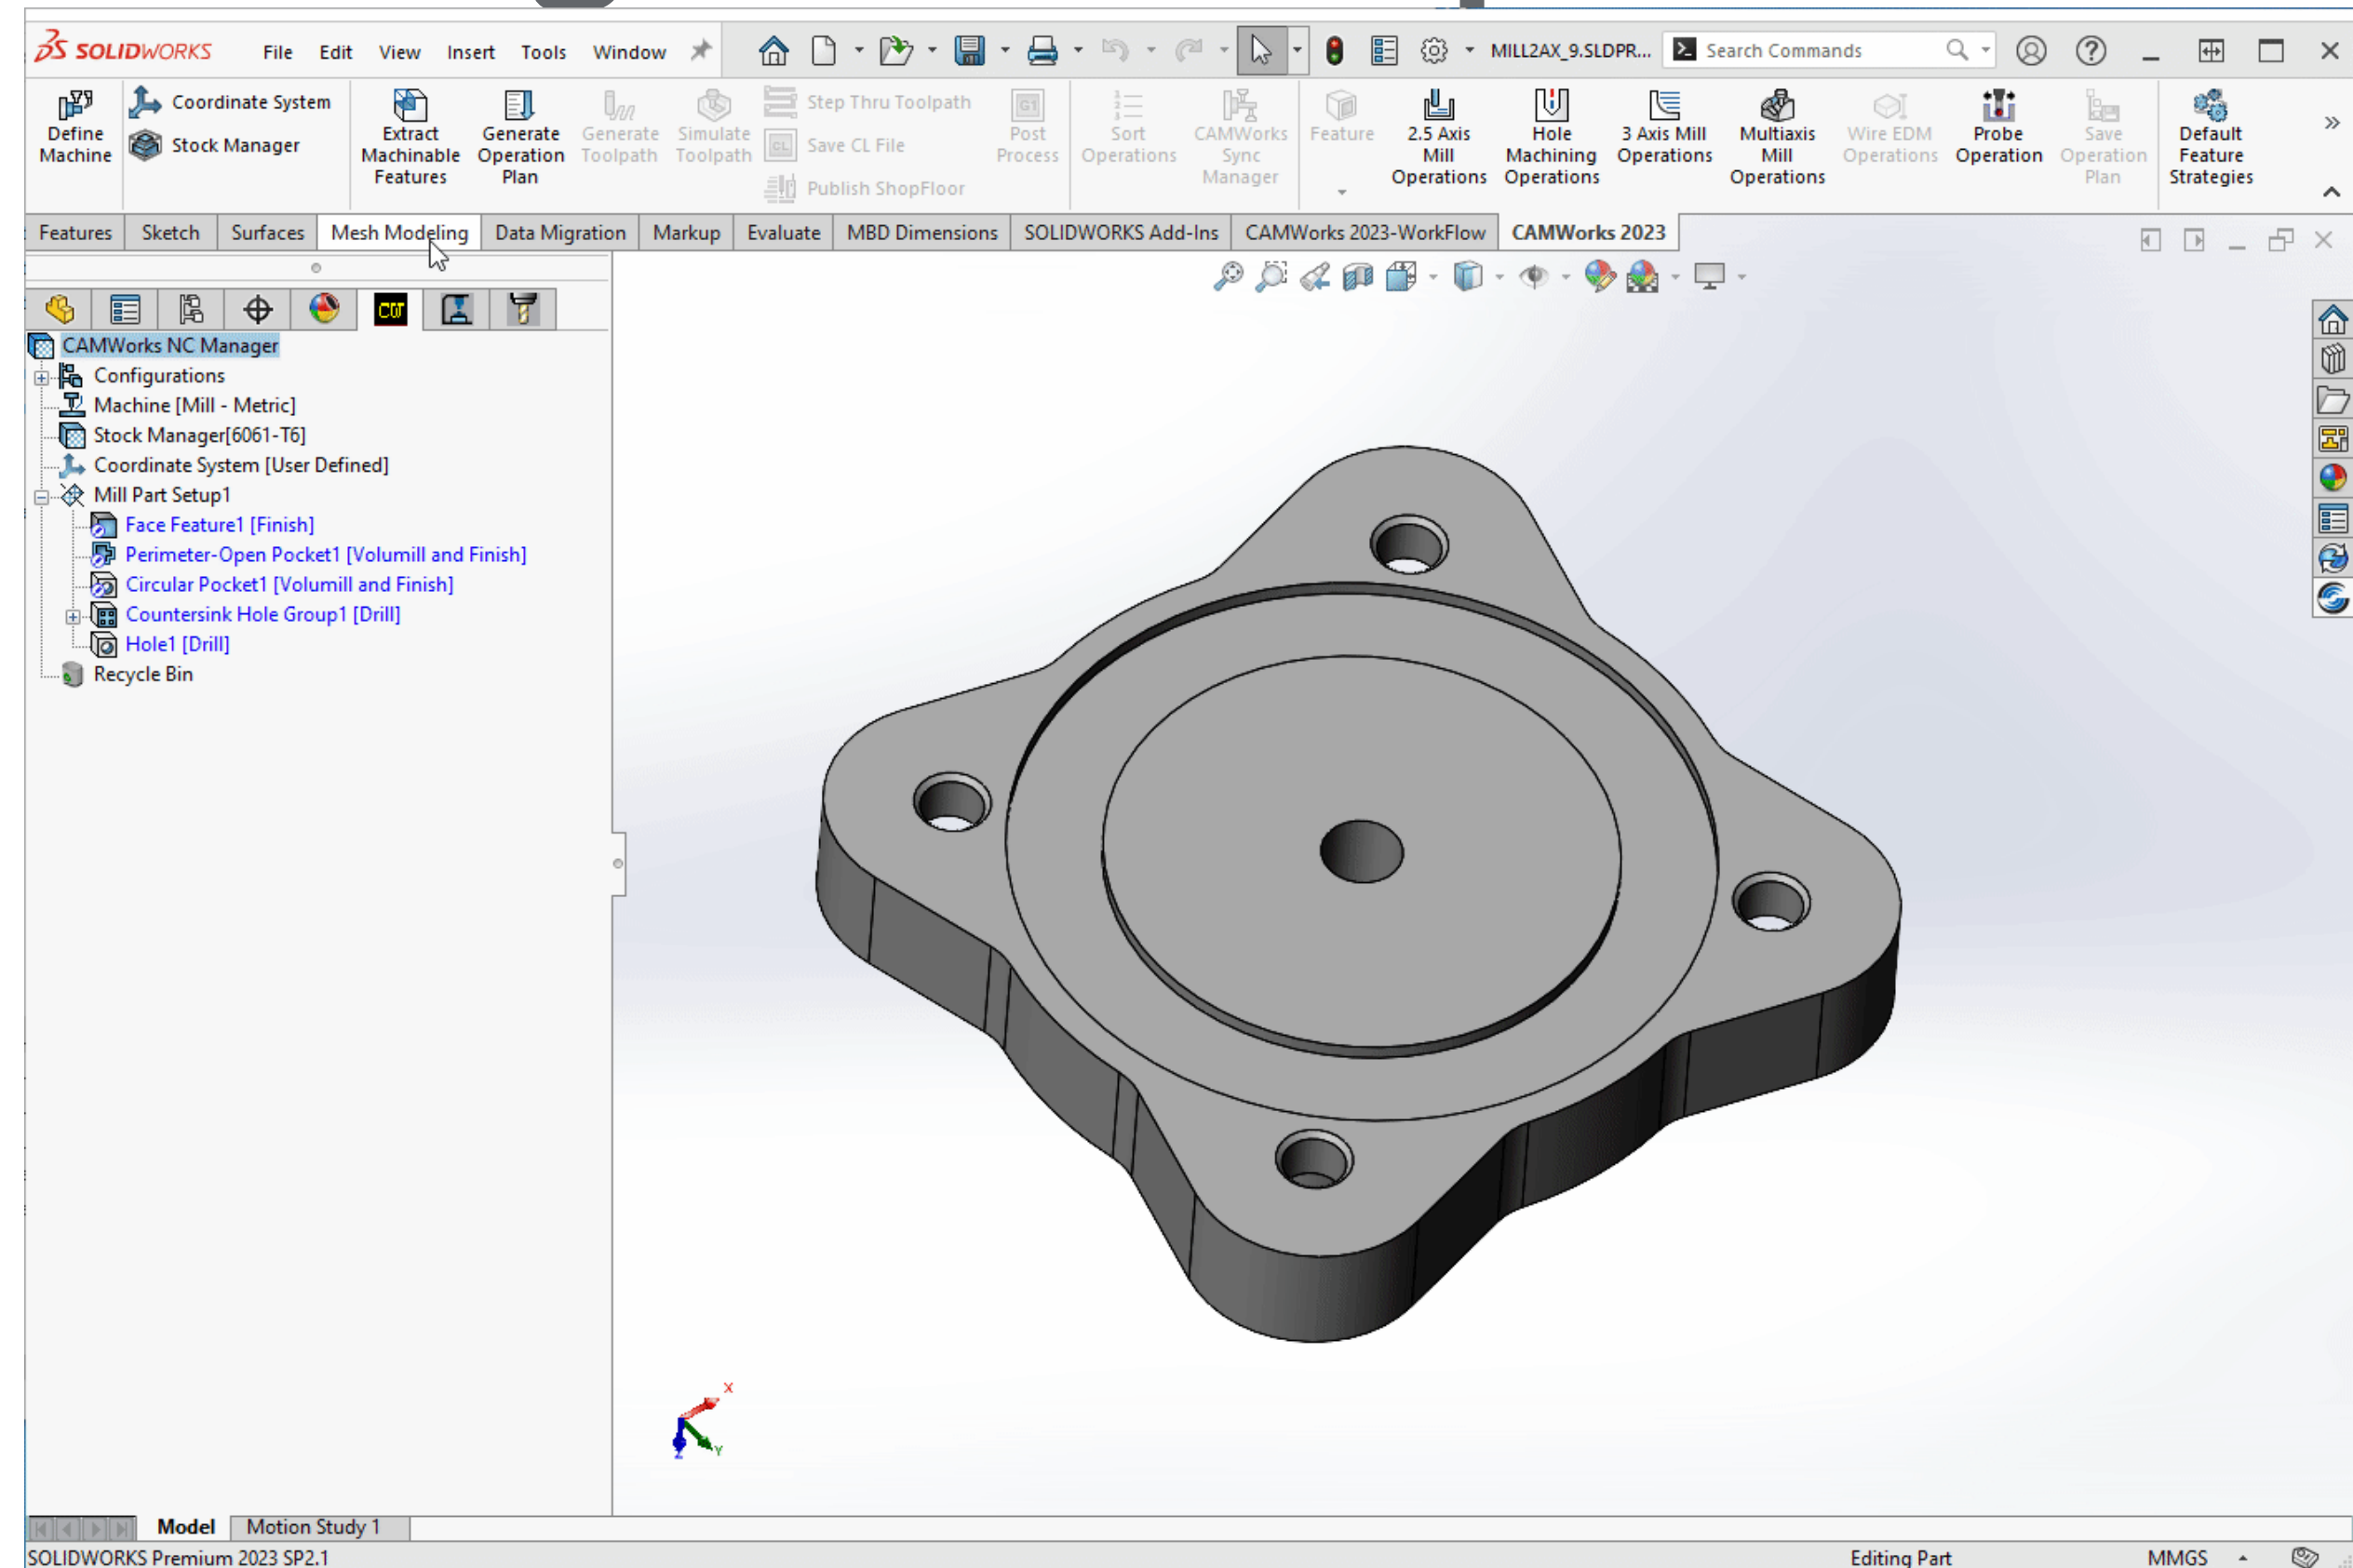 SOLIDWORKS File Edit View Insert Tools Window MILL2AX_9.SLDPR... Search Commands
Define Machine
Coordinate System
Stock Manager
Extract Machinable Features
Generate Operation Plan
Generate Toolpath
Simulate Toolpath
Step Thru Toolpath
CL Save CL File
Publish ShopFloor
G1 Post Process
Sort Operations
CAMWorks Sync Manager
Feature
2.5 Axis Mill Operations
Hole Machining Operations
3 Axis Mill Operations
Multiaxis Mill Operations
Wire EDM Operations
Probe Operation
Save Operation Plan
Default Feature Strategies
Features Sketch Surfaces Mesh Modeling Data Migration Markup Evaluate MBD Dimensions SOLIDWORKS Add-Ins CAMWorks 2023-WorkFlow CAMWorks 2023
CW
CAMWorks NC Manager
Configurations
Machine [Mill - Metric]
Stock Manager[6061-T6]
Coordinate System [User Defined]
Mill Part Setup1
Face Feature1 [Finish]
Perimeter-Open Pocket1 [Volumill and Finish]
Circular Pocket1 [Volumill and Finish]
Countersink Hole Group1 [Drill]
Hole1 [Drill]
Recycle Bin
X
Y
Z
Model Motion Study 1
SOLIDWORKS Premium 2023 SP2.1 Editing Part MMGS